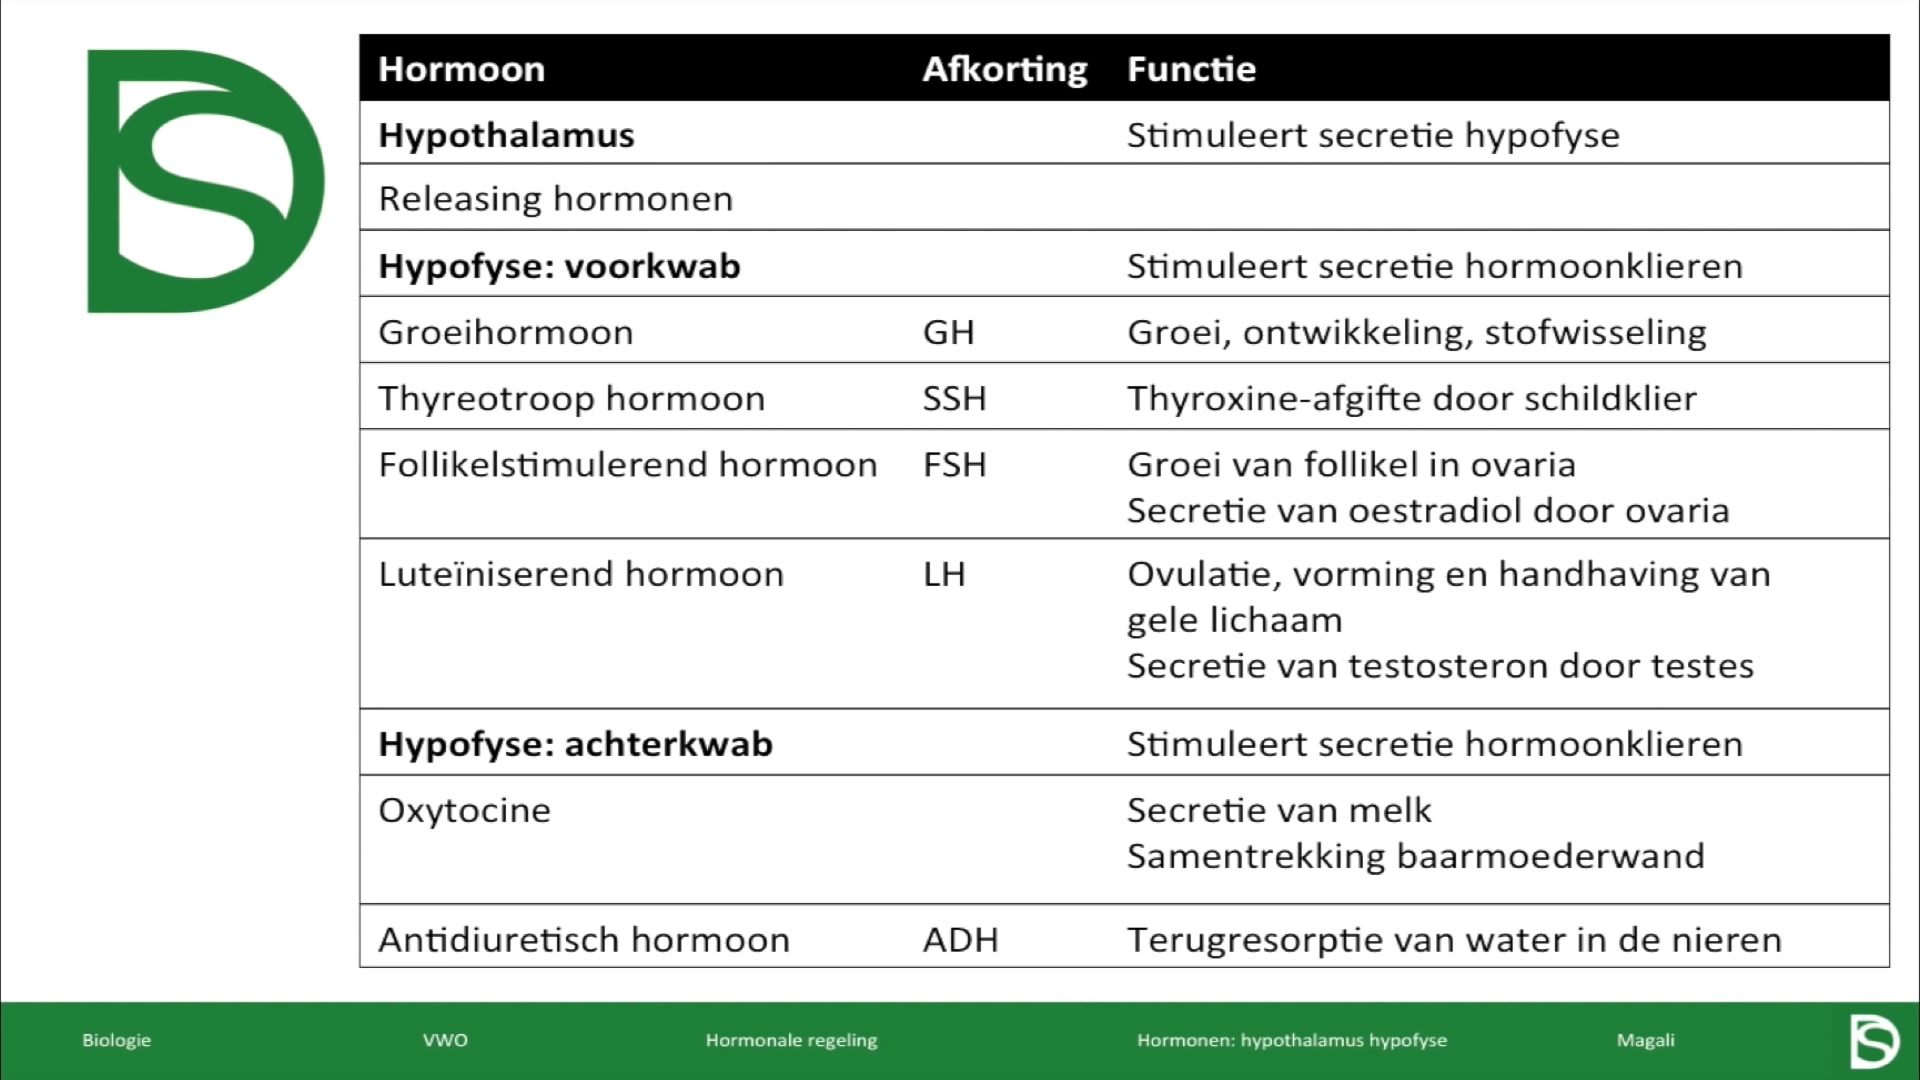 Hormoon Afkorting Functie
Hypothalamus Stimuleert secretie hypofyse
Releasing hormonen
Hypofyse: voorkwab Stimuleert secretie hormoonklieren
Groeihormoon GH Groei, ontwikkeling, stofwisseling
Thyreotroop hormoon SSH Thyroxine-afgifte door schildklier
Follikelstimulerend hormoon FSH Groei van follikel in ovaria
Secretie van oestradiol door ovaria
Luteïniserend hormoon LH Ovulatie, vorming en handhaving van
gele lichaam
Secretie van testosteron door testes
Hypofyse: achterkwab Stimuleert secretie hormoonklieren
Oxytocine Secretie van melk
Samentrekking baarmoederwand
Antidiuretisch hormoon ADH Terugresorptie van water in de nieren
Biologie VWO Hormonale regeling Hormonen: hypothalamus hypofyse Magali